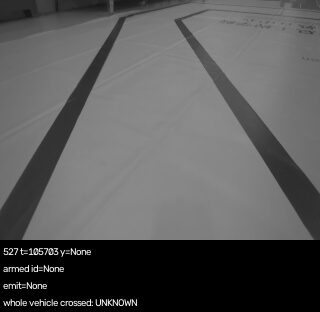 527 t=105703 y=None
armed id=None
emit=None
whole vehicle crossed: UNKNOWN